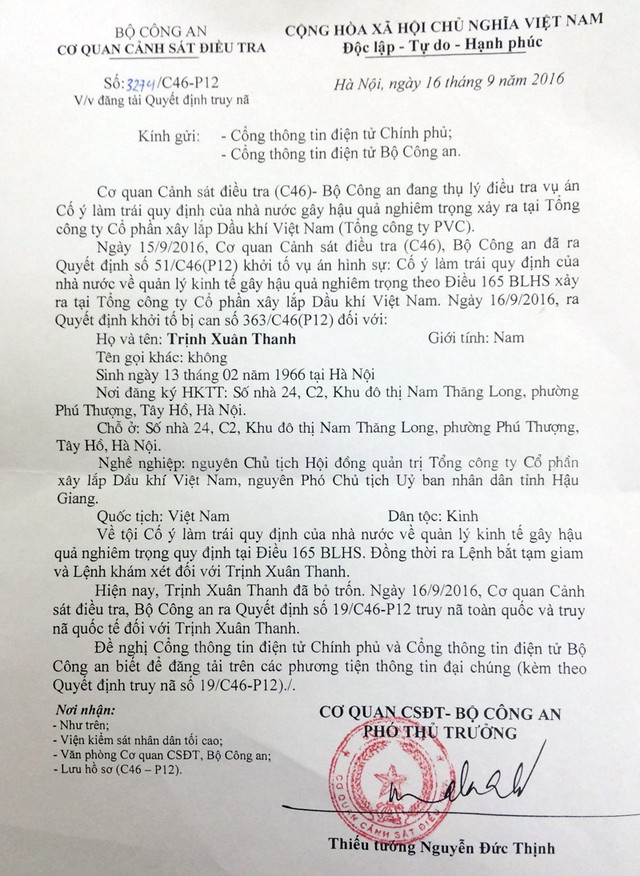 BỘ CÔNG AN
CƠ QUAN CẢNH SÁT ĐIỀU TRA
CỘNG HÒA XÃ HỘI CHỦ NGHĨA VIỆT NAM
Độc lập - Tự do - Hạnh phúc
Số: 3274/C46-P12
V/v đăng tải Quyết định truy nã
Hà Nội, ngày 16 tháng 9 năm 2016
Kính gửi: - Cổng thông tin điện tử Chính phủ;
- Cổng thông tin điện tử Bộ Công an.
Cơ quan Cảnh sát điều tra (C46)- Bộ Công an đang thụ lý điều tra vụ án
Cố ý làm trái quy định của nhà nước gây hậu quả nghiêm trọng xảy ra tại Tổng
công ty Cổ phần xây lắp Dầu khí Việt Nam (Tổng công ty PVC).
Ngày 15/9/2016, Cơ quan Cảnh sát điều tra (C46), Bộ Công an đã ra
Quyết định số 51/C46(P12) khởi tố vụ án hình sự: Cố ý làm trái quy định của
nhà nước về quản lý kinh tế gây hậu quả nghiêm trọng theo Điều 165 BLHS xảy
ra tại Tổng công ty Cổ phần xây lắp Dầu khí Việt Nam. Ngày 16/9/2016, ra
Quyết định khởi tố bị can số 363/C46(P12) đối với:
Họ và tên: Trịnh Xuân Thanh Giới tính: Nam
Tên gọi khác: không
Sinh ngày 13 tháng 02 năm 1966 tại Hà Nội
Nơi đăng ký HKTT: Số nhà 24, C2, Khu đô thị Nam Thăng Long, phường
Phú Thượng, Tây Hồ, Hà Nội.
Chỗ ở: Số nhà 24, C2, Khu đô thị Nam Thăng Long, phường Phú Thượng,
Tây Hồ, Hà Nội.
Nghề nghiệp: nguyên Chủ tịch Hội đồng quản trị Tổng công ty Cổ phần
xây lắp Dầu khí Việt Nam, nguyên Phó Chủ tịch Uỷ ban nhân dân tỉnh Hậu
Giang.
Quốc tịch: Việt Nam Dân tộc: Kinh
Về tội Cố ý làm trái quy định của nhà nước về quản lý kinh tế gây hậu
quả nghiêm trọng quy định tại Điều 165 BLHS. Đồng thời ra Lệnh bắt tạm giam
và Lệnh khám xét đối với Trịnh Xuân Thanh.
Hiện nay, Trịnh Xuân Thanh đã bỏ trốn. Ngày 16/9/2016, Cơ quan Cảnh
sát điều tra, Bộ Công an ra Quyết định số 19/C46-P12 truy nã toàn quốc và truy
nã quốc tế đối với Trịnh Xuân Thanh.
Đề nghị Cổng thông tin điện tử Chính phủ và Cổng thông tin điện tử Bộ
Công an biết để đăng tải trên các phương tiện thông tin đại chúng (kèm theo
Quyết định truy nã số 19/C46-P12)./.
Nơi nhận:
- Như trên;
- Viện kiểm sát nhân dân tối cao;
- Văn phòng Cơ quan CSĐT, Bộ Công an;
- Lưu hồ sơ (C46 – P12).
CƠ QUAN CSĐT- BỘ CÔNG AN
PHÓ THỦ TRƯỞNG
CƠ QUAN CẢNH SÁT ĐIỀU
Thiếu tướng Nguyễn Đức Thịnh